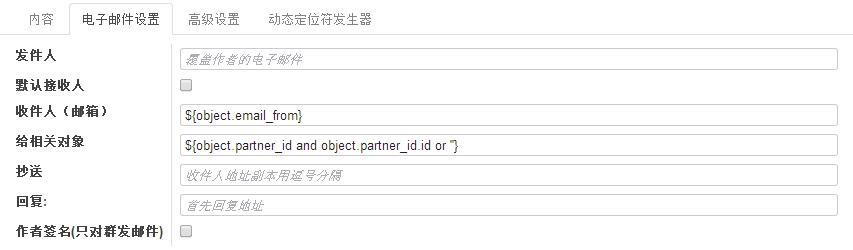 内容 电子邮件设置 高级设置 动态定位符发生器
发件人 覆盖作者的电子邮件
默认接收人
收件人（邮箱） ${object.email_from}
给相关对象 ${object.partner_id and object.partner_id.id or ''}
抄送 收件人地址副本用逗号分隔
回复: 首先回复地址
作者签名(只对群发邮件)